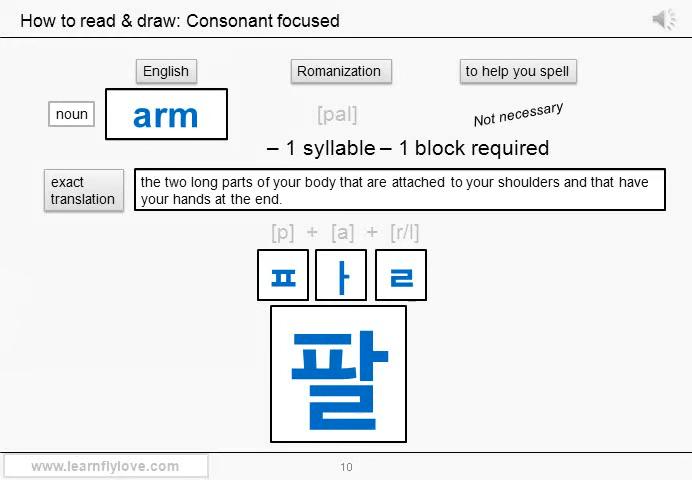 How to read & draw: Consonant focused
English
Romanization
to help you spell
noun
arm
[pal]
Not necessary
– 1 syllable – 1 block required
exact
translation
the two long parts of your body that are attached to your shoulders and that have
your hands at the end.
[p] + [a] + [r/l]
ㅍ ㅏ ㄹ
팔
www.learnflylove.com
10